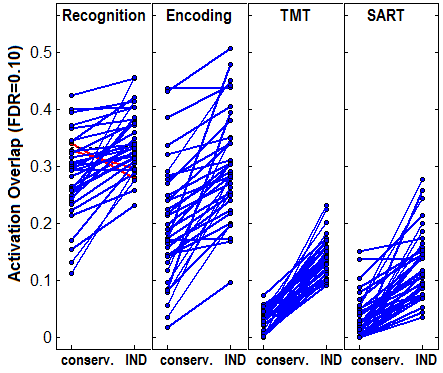 Recognition Encoding TMT SART
Activation Overlap (FDR=0.10)
0.5
0.4
0.3
0.2
0.1
0
conserv. IND conserv. IND conserv. IND conserv. IND